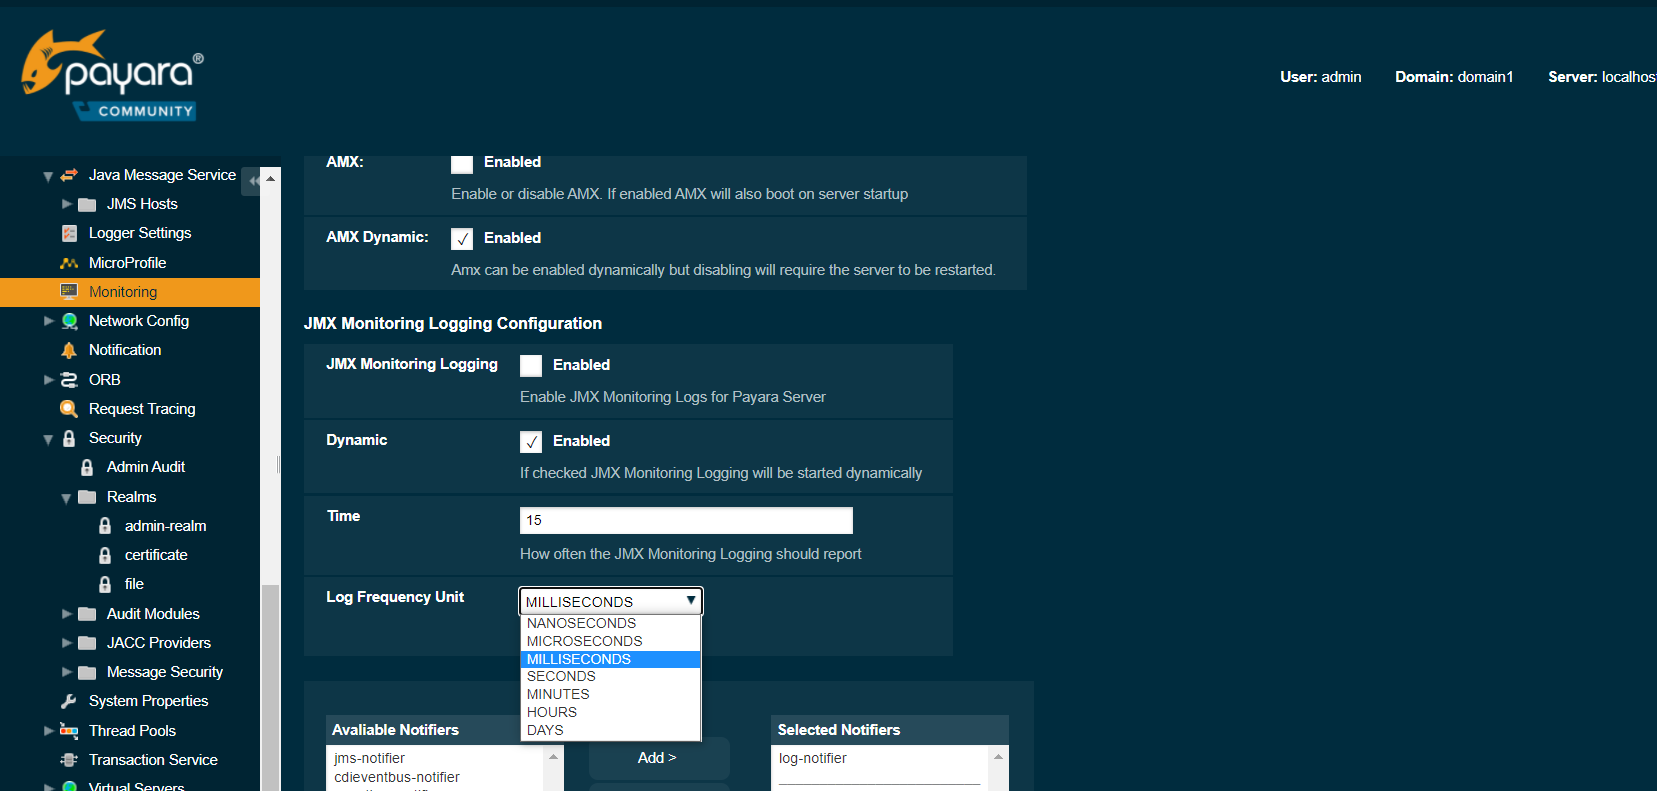 payara®
COMMUNITY
User: admin
Domain: domain1
Server: localhos
Java Message Service
JMS Hosts
Logger Settings
MicroProfile
Monitoring
Network Config
Notification
ORB
Request Tracing
Security
Admin Audit
Realms
admin-realm
certificate
file
Audit Modules
JACC Providers
Message Security
System Properties
Thread Pools
Transaction Service
Virtual Servers
AMX:
Enabled
Enable or disable AMX. If enabled AMX will also boot on server startup
AMX Dynamic:
Enabled
Amx can be enabled dynamically but disabling will require the server to be restarted.
JMX Monitoring Logging Configuration
JMX Monitoring Logging
Enabled
Enable JMX Monitoring Logs for Payara Server
Dynamic
Enabled
If checked JMX Monitoring Logging will be started dynamically
Time
15
How often the JMX Monitoring Logging should report
Log Frequency Unit
MILLISECONDS
NANOSECONDS
MICROSECONDS
MILLISECONDS
SECONDS
MINUTES
HOURS
DAYS
Avaliable Notifiers
jms-notifier
cdieventbus-notifier
Add >
Selected Notifiers
log-notifier